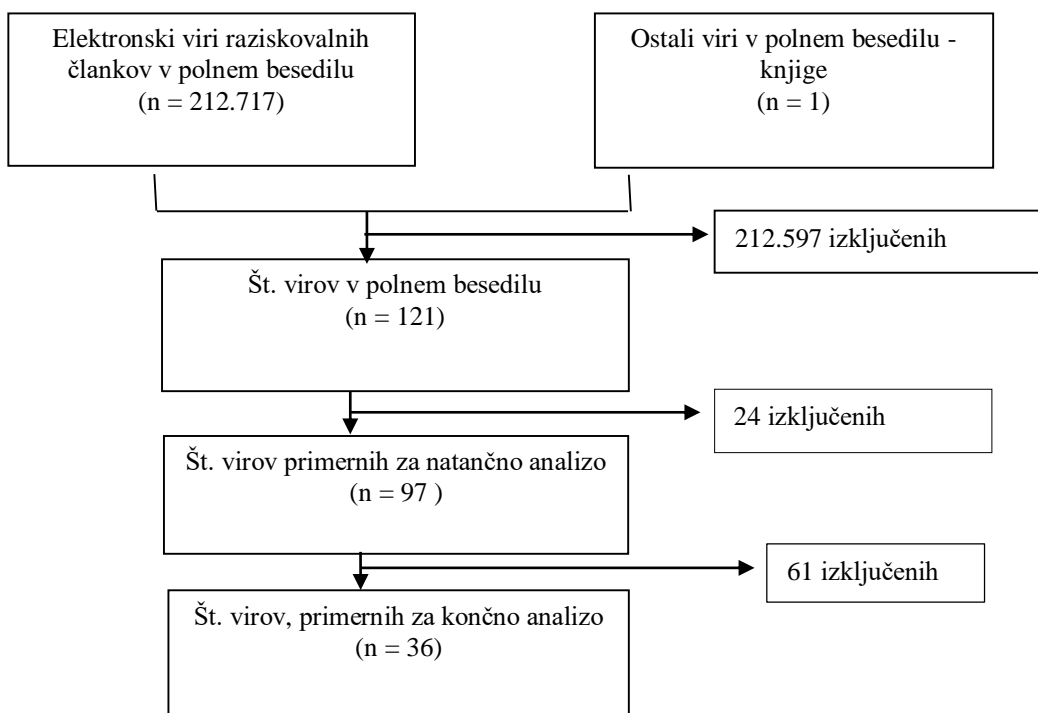 Elektronski viri raziskovalnih
člankov v polnem besedilu
(n = 212.717)
Ostali viri v polnem besedilu -
knjige
(n = 1)
212.597 izključenih
Št. virov v polnem besedilu
(n = 121)
24 izključenih
Št. virov primernih za natančno analizo
(n = 97 )
61 izključenih
Št. virov, primernih za končno analizo
(n = 36)